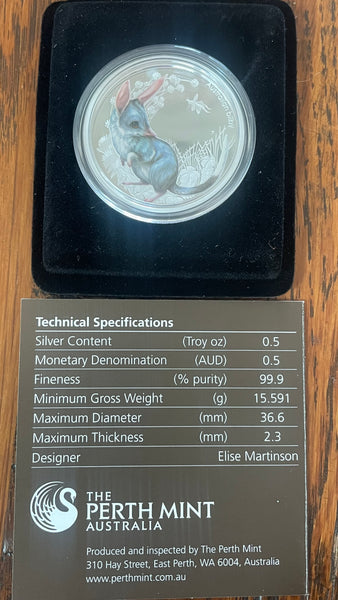 Australian Baby
Technical Specifications
Silver Content (Troy oz) 0.5
Monetary Denomination (AUD) 0.5
Fineness (% purity) 99.9
Minimum Gross Weight (g) 15.591
Maximum Diameter (mm) 36.6
Maximum Thickness (mm) 2.3
Designer Elise Martinson
THE
PERTH MINT
AUSTRALIA
Produced and inspected by The Perth Mint
310 Hay Street, East Perth, WA 6004, Australia
www.perthmint.com.au